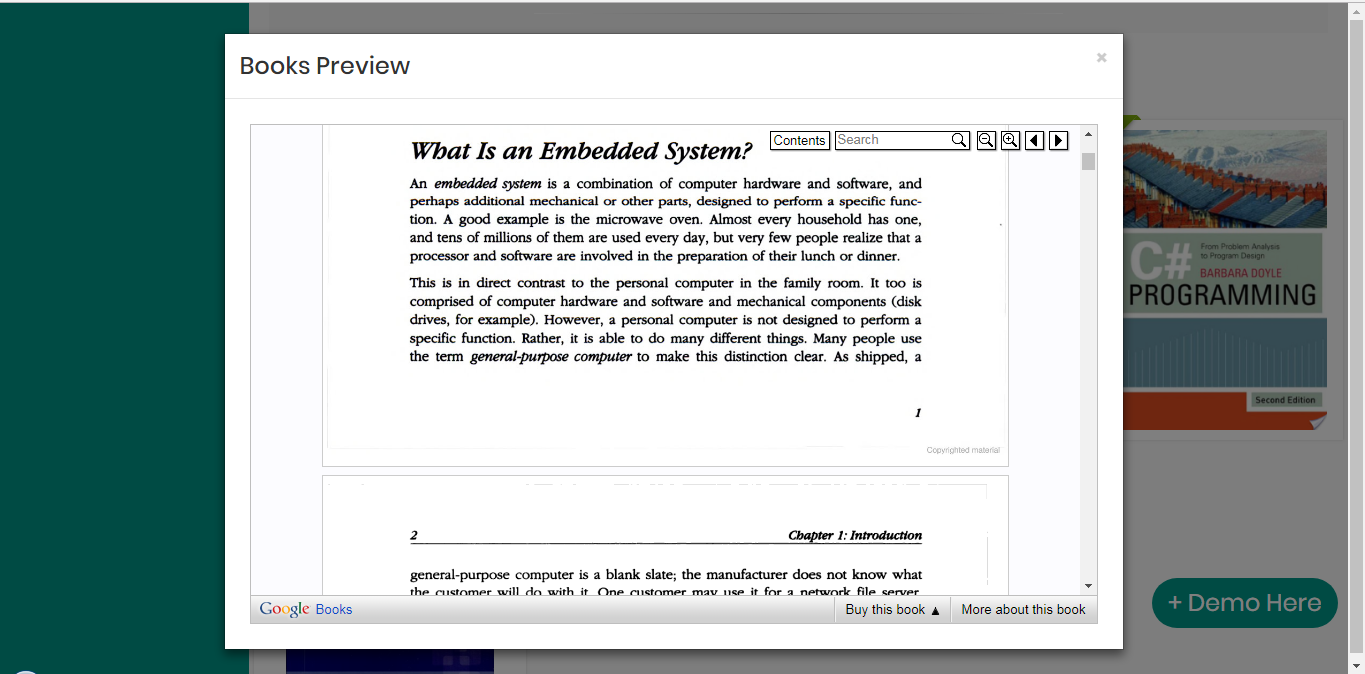 Books Preview
×
Contents
Search
What Is an Embedded System?
An embedded system is a combination of computer hardware and software, and
perhaps additional mechanical or other parts, designed to perform a specific func-
tion. A good example is the microwave oven. Almost every household has one,
and tens of millions of them are used every day, but very few people realize that a
processor and software are involved in the preparation of their lunch or dinner.
This is in direct contrast to the personal computer in the family room. It too is
comprised of computer hardware and software and mechanical components (disk
drives, for example). However, a personal computer is not designed to perform a
specific function. Rather, it is able to do many different things. Many people use
the term general-purpose computer to make this distinction clear. As shipped, a
1
Copyrighted material
2 Chapter 1: Introduction
general-purpose computer is a blank slate; the manufacturer does not know what
the customer will do with it. One customer may use it for a network file server,
Google Books
Buy this book ▲
More about this book
C#
From Problem Analysis
to Program Design
BARBARA DOYLE
PROGRAMMING
Second Edition
+ Demo Here